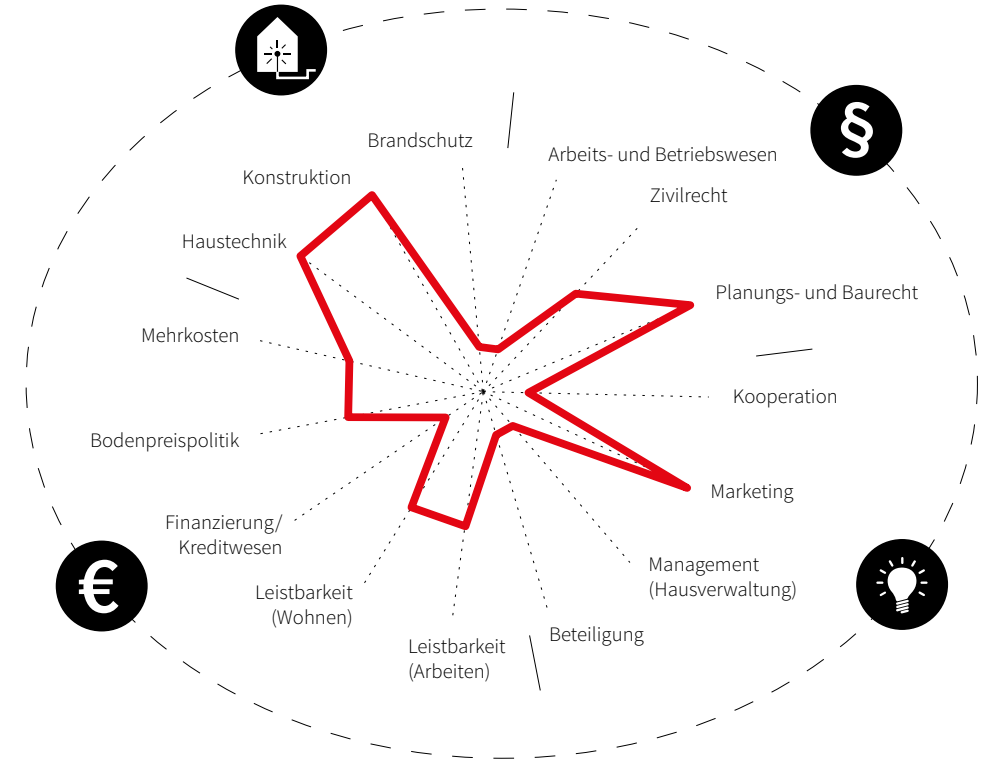 Brandschutz
Arbeits- und Betriebswesen
Konstruktion
Zivilrecht
Haustechnik
Planungs- und Baurecht
Mehrkosten
Kooperation
Bodenpreispolitik
Marketing
Finanzierung/
Kreditwesen
Management
(Hausverwaltung)
Leistbarkeit
(Wohnen)
Beteiligung
Leistbarkeit
(Arbeiten)
§
€